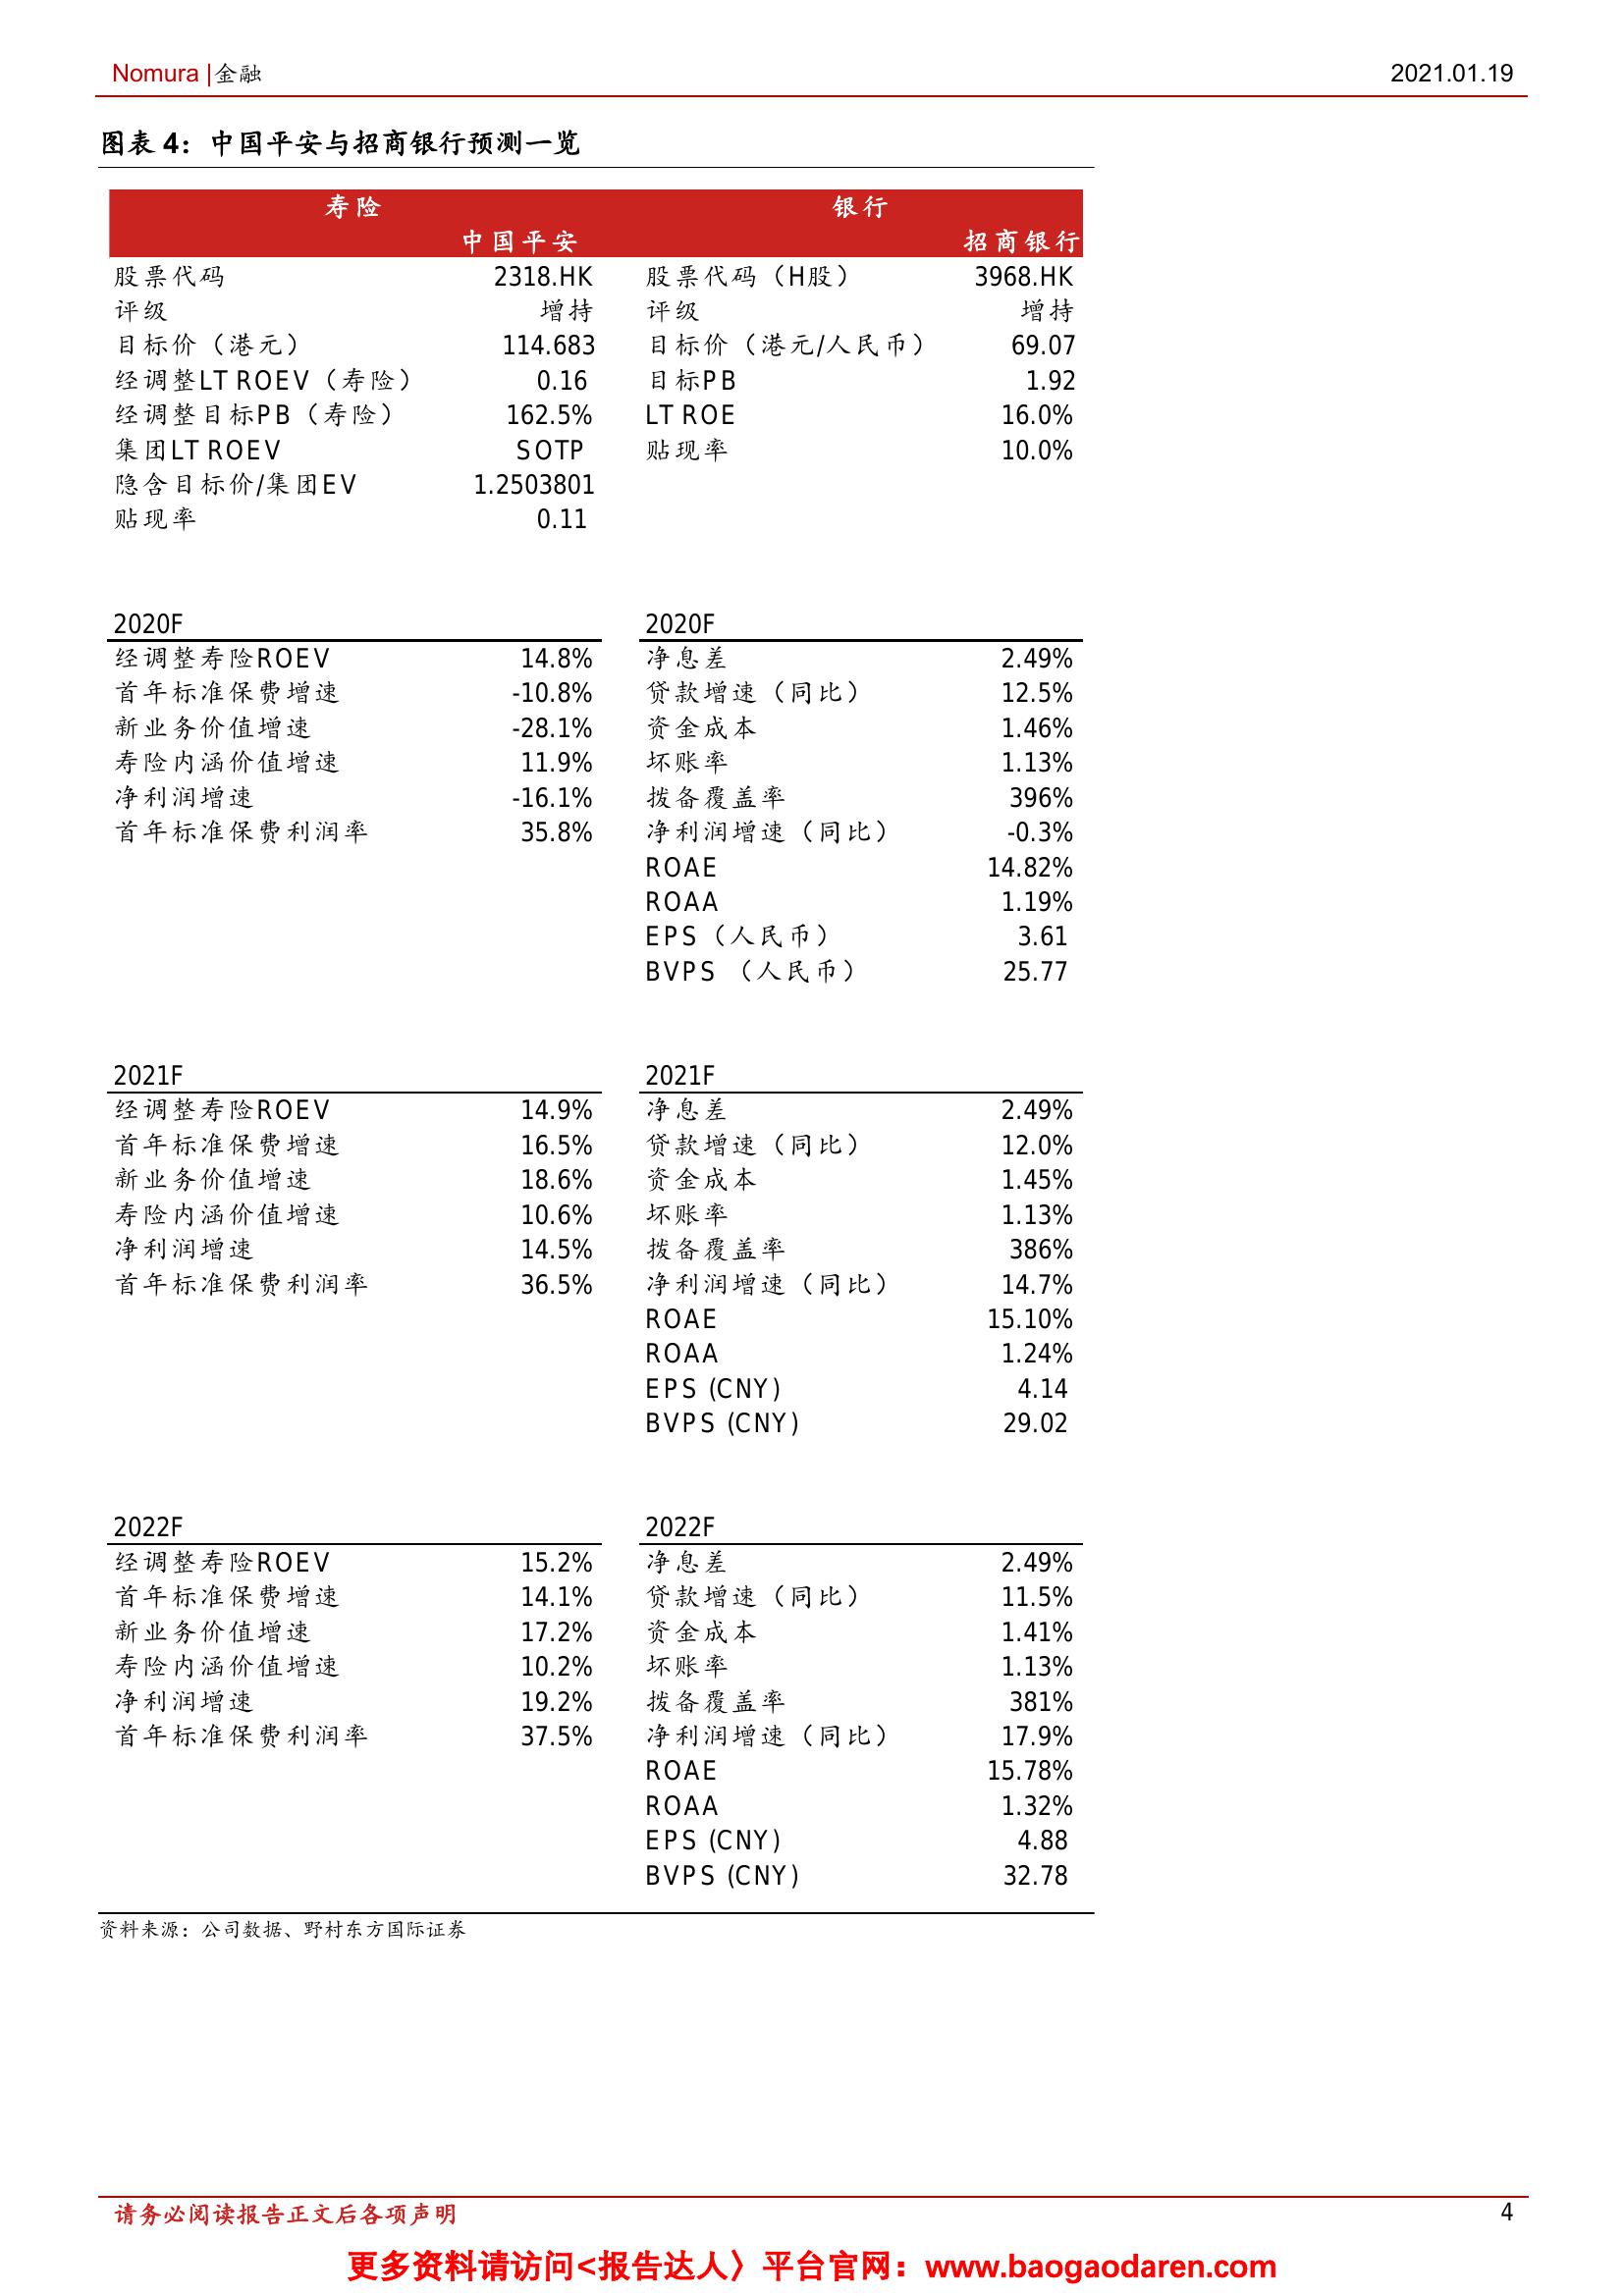 Nomura |金融 2021.01.19
图表 4：中国平安与招商银行预测一览
寿险 银行
中国平安 招商银行
股票代码 2318.HK 股票代码（H股） 3968.HK
评级 增持 评级 增持
目标价（港元） 114.683 目标价（港元/人民币） 69.07
经调整LT ROEV（寿险） 0.16 目标PB 1.92
经调整目标PB（寿险） 162.5% LT ROE 16.0%
集团LT ROEV SOTP 贴现率 10.0%
隐含目标价/集团EV 1.2503801
贴现率 0.11
2020F 2020F
经调整寿险ROEV 14.8% 净息差 2.49%
首年标准保费增速 -10.8% 贷款增速（同比） 12.5%
新业务价值增速 -28.1% 资金成本 1.46%
寿险内涵价值增速 11.9% 坏账率 1.13%
净利润增速 -16.1% 拨备覆盖率 396%
首年标准保费利润率 35.8% 净利润增速（同比） -0.3%
ROAE 14.82%
ROAA 1.19%
EPS（人民币） 3.61
BVPS （人民币） 25.77
2021F 2021F
经调整寿险ROEV 14.9% 净息差 2.49%
首年标准保费增速 16.5% 贷款增速（同比） 12.0%
新业务价值增速 18.6% 资金成本 1.45%
寿险内涵价值增速 10.6% 坏账率 1.13%
净利润增速 14.5% 拨备覆盖率 386%
首年标准保费利润率 36.5% 净利润增速（同比） 14.7%
ROAE 15.10%
ROAA 1.24%
EPS (CNY) 4.14
BVPS (CNY) 29.02
2022F 2022F
经调整寿险ROEV 15.2% 净息差 2.49%
首年标准保费增速 14.1% 贷款增速（同比） 11.5%
新业务价值增速 17.2% 资金成本 1.41%
寿险内涵价值增速 10.2% 坏账率 1.13%
净利润增速 19.2% 拨备覆盖率 381%
首年标准保费利润率 37.5% 净利润增速（同比） 17.9%
ROAE 15.78%
ROAA 1.32%
EPS (CNY) 4.88
BVPS (CNY) 32.78
资料来源：公司数据、野村东方国际证券
请务必阅读报告正文后各项声明 4
更多资料请访问<报告达人〉平台官网：www.baogaodaren.com